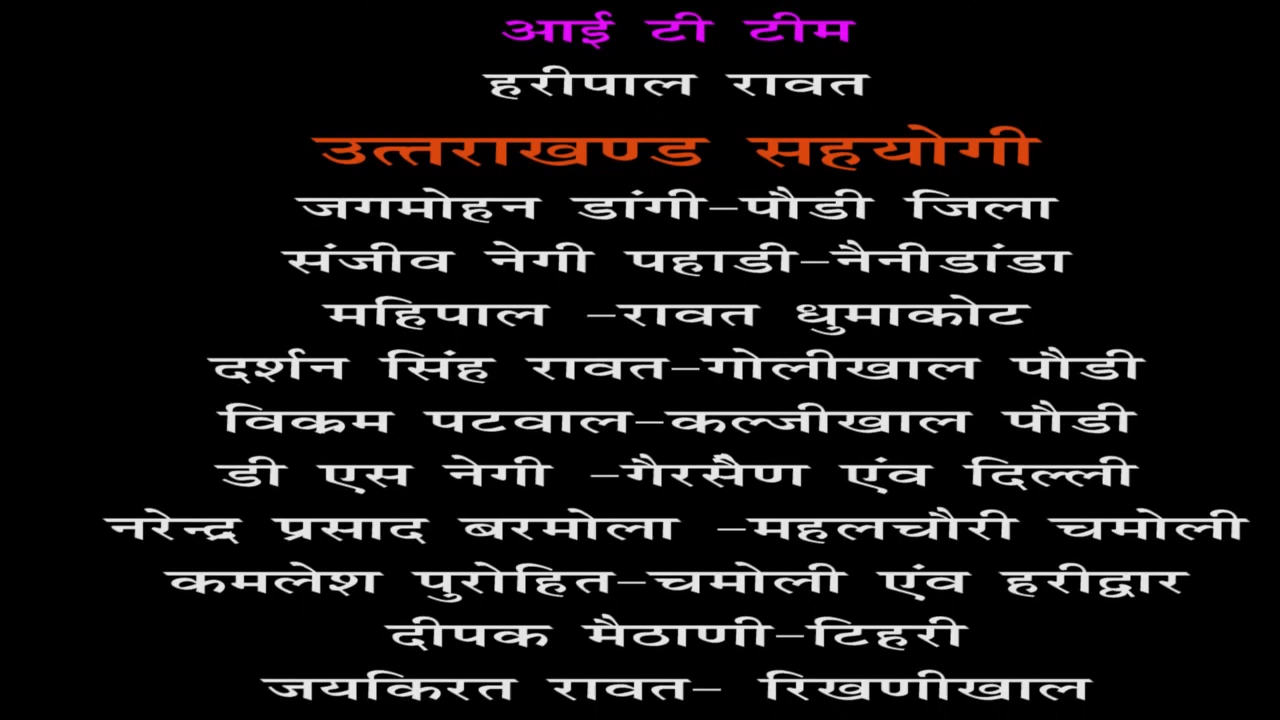 आई टी टीम
हरीपाल रावत
उत्तराखण्ड सहयोगी
जगमोहन डांगी-पौडी जिला
संजीव नेगी पहाडी-नैनीडांडा
महिपाल -रावत धुमाकोट
दर्शन सिंह रावत-गोलीखाल पौडी
विकम पटवाल-कल्जीखाल पौडी
डी एस नेगी -गैरसैण एंव दिल्ली
नरेन्द्र प्रसाद बरमोला -महलचौरी चमोली
कमलेश पुरोहित-चमोली एंव हरीद्वार
दीपक मैठाणी-टिहरी
जयकिरत रावत- रिखणीखाल